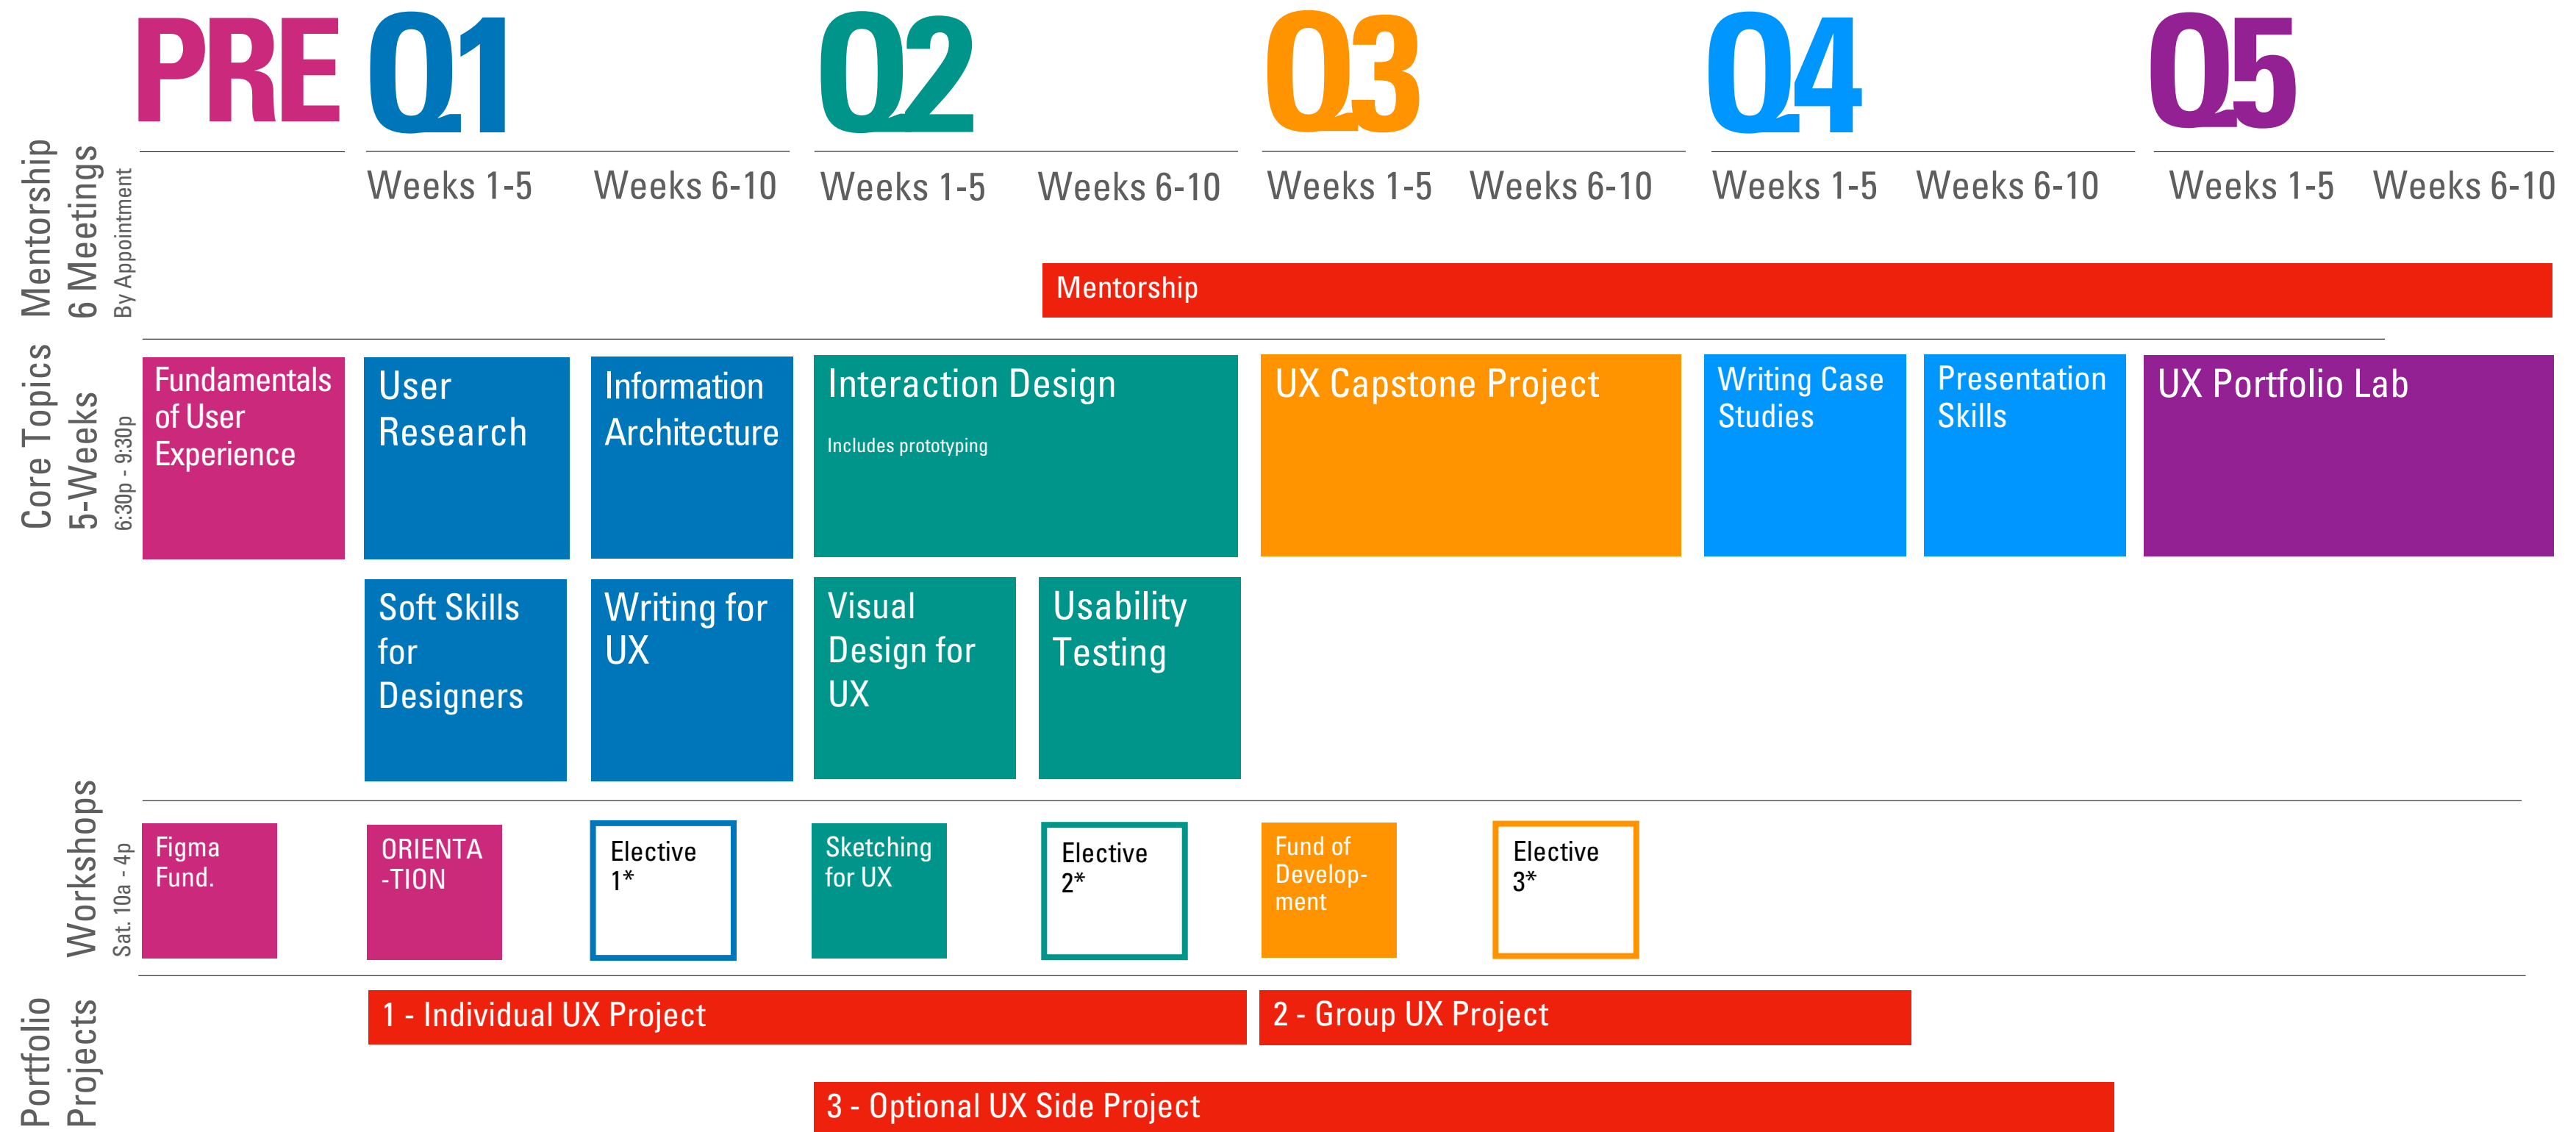 PRE
Q1
Q2
Q3
Q4
Q5
Weeks 1-5
Weeks 6-10
Weeks 1-5
Weeks 6-10
Weeks 1-5
Weeks 6-10
Weeks 1-5
Weeks 6-10
Weeks 1-5
Weeks 6-10
Mentorship
6 Meetings
By Appointment
Mentorship
Core Topics
5-Weeks
6:30p - 9:30p
Fundamentals
of User
Experience
User
Research
Information
Architecture
Interaction Design
Includes prototyping
UX Capstone Project
Writing Case
Studies
Presentation
Skills
UX Portfolio Lab
Soft Skills
for
Designers
Writing for
UX
Visual
Design for
UX
Usability
Testing
Workshops
Sat. 10a - 4p
Figma
Fund.
ORIENTA
-TION
Elective
1*
Sketching
for UX
Elective
2*
Fund of
Develop-
ment
Elective
3*
Portfolio
Projects
1 - Individual UX Project
2 - Group UX Project
3 - Optional UX Side Project